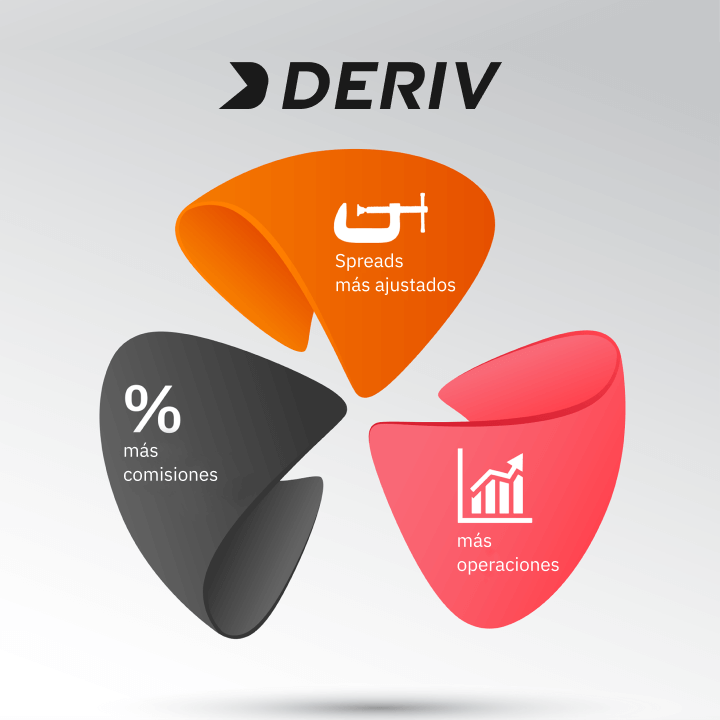 DERIV
Spreads
más ajustados
%
más
comisiones
más
operaciones